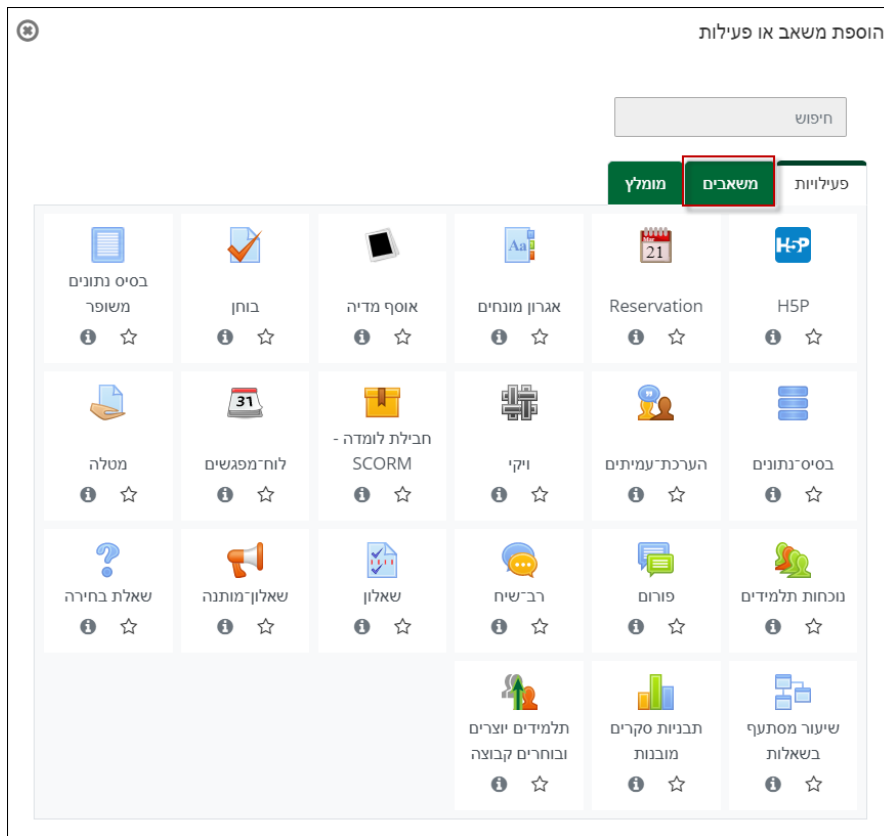 הוספת משאב או פעילות
חיפוש
פעילויות
משאבים
מומלץ
H5P
H5P
Mar
21
Reservation
Aa
אגרון מונחים
אוסף מדיה
בוחן
בסיס נתונים
משופר
בסיס־נתונים
"
הערכת־עמיתים
ויקי
חבילת לומדה -
SCORM
31
לוח־מפגשים
מטלה
נוכחות תלמידים
פורום
רב־שיח
שאלון
שאלון־מותנה
?
שאלת בחירה
שיעור מסתעף
בשאלות
תבניות סקרים
מובנות
תלמידים יוצרים
ובוחרים קבוצה